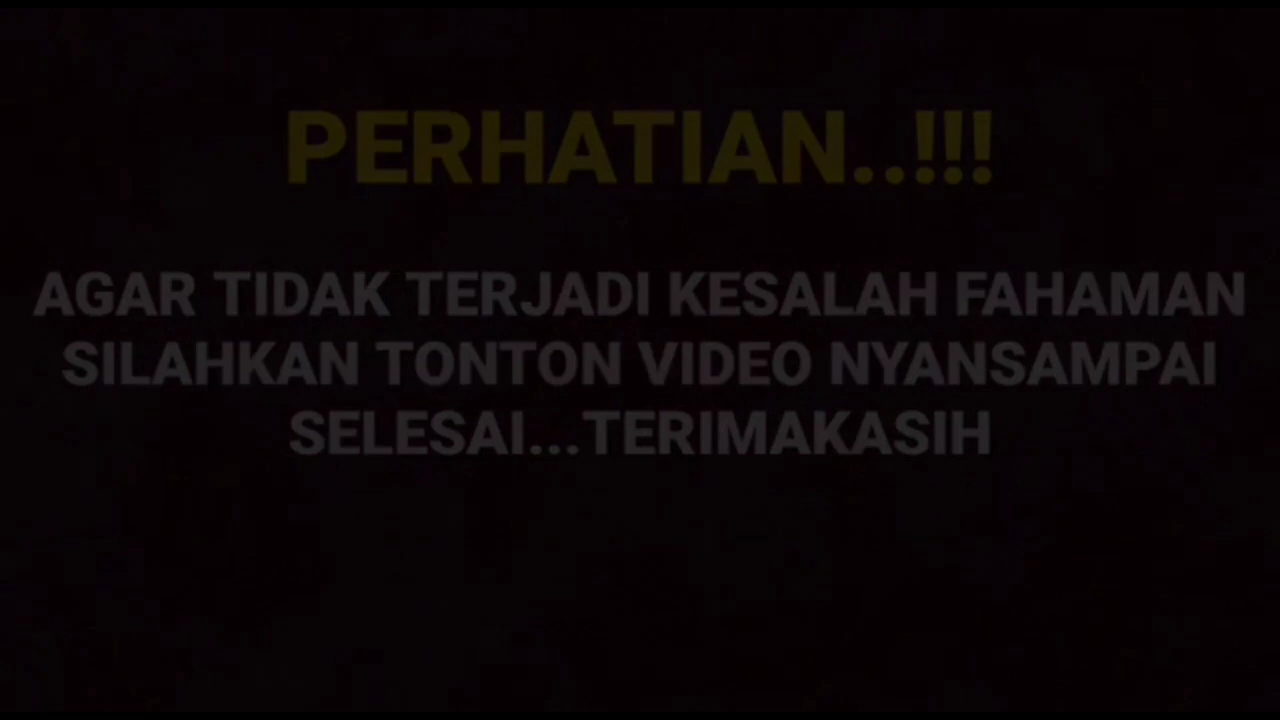 PERHATIAN..!!!
AGAR TIDAK TERJADI KESALAH FAHAMAN
SILAHKAN TONTON VIDEO NYANSAMPAI
SELESAI...TERIMAKASIH